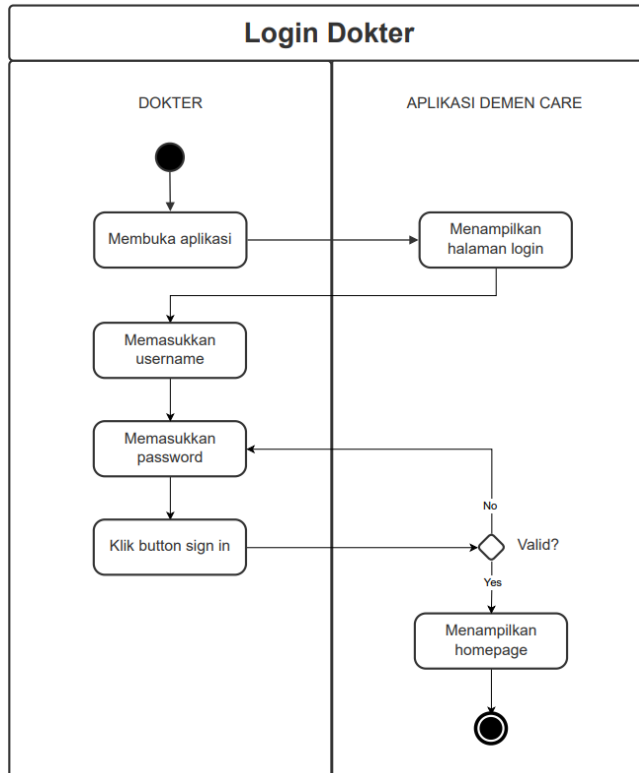 Login Dokter
DOKTER
APLIKASI DEMEN CARE
Membuka aplikasi
Menampilkan
halaman login
Memasukkan
username
Memasukkan
password
No
Klik button sign in
Valid?
Yes
Menampilkan
homepage